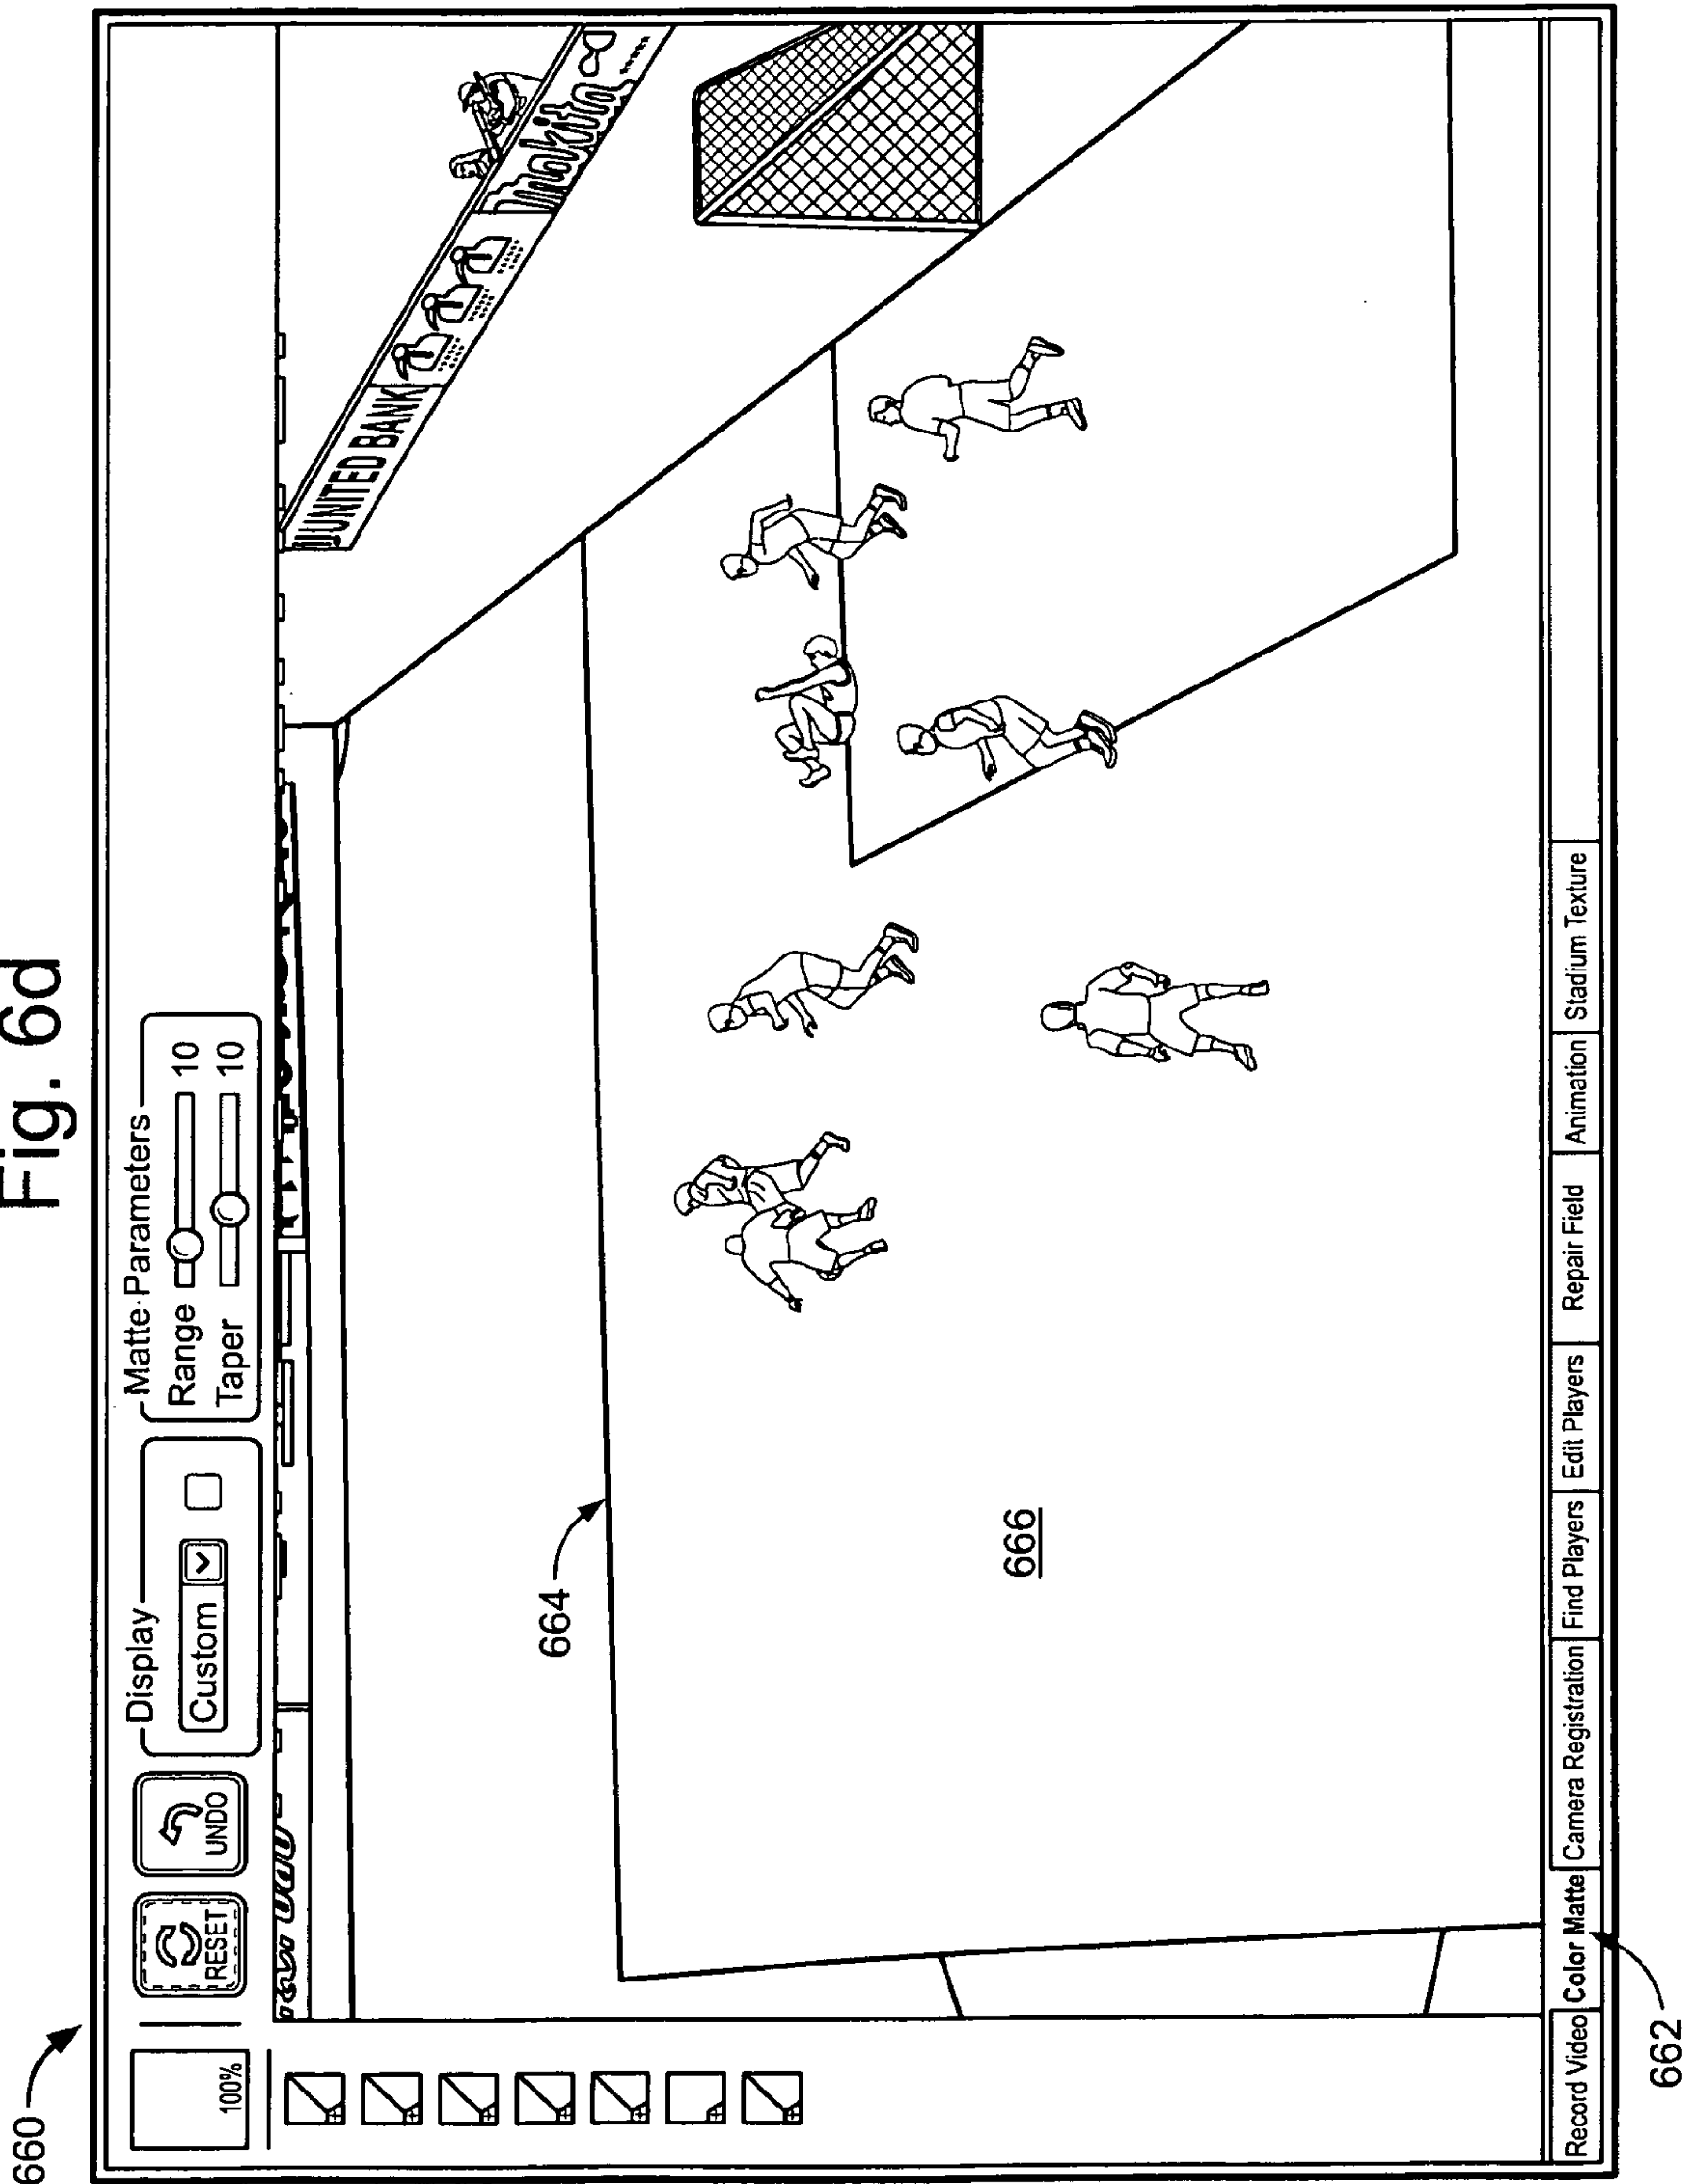 Fig. 6d
660
100%
RESET
UNDO
Display
Custom
Matte Parameters
Range 10
Taper 10
UNITED BANK
makita
664
666
Record Video Color Matte Camera Registration Find Players Edit Players Repair Field Animation Stadium Texture
662